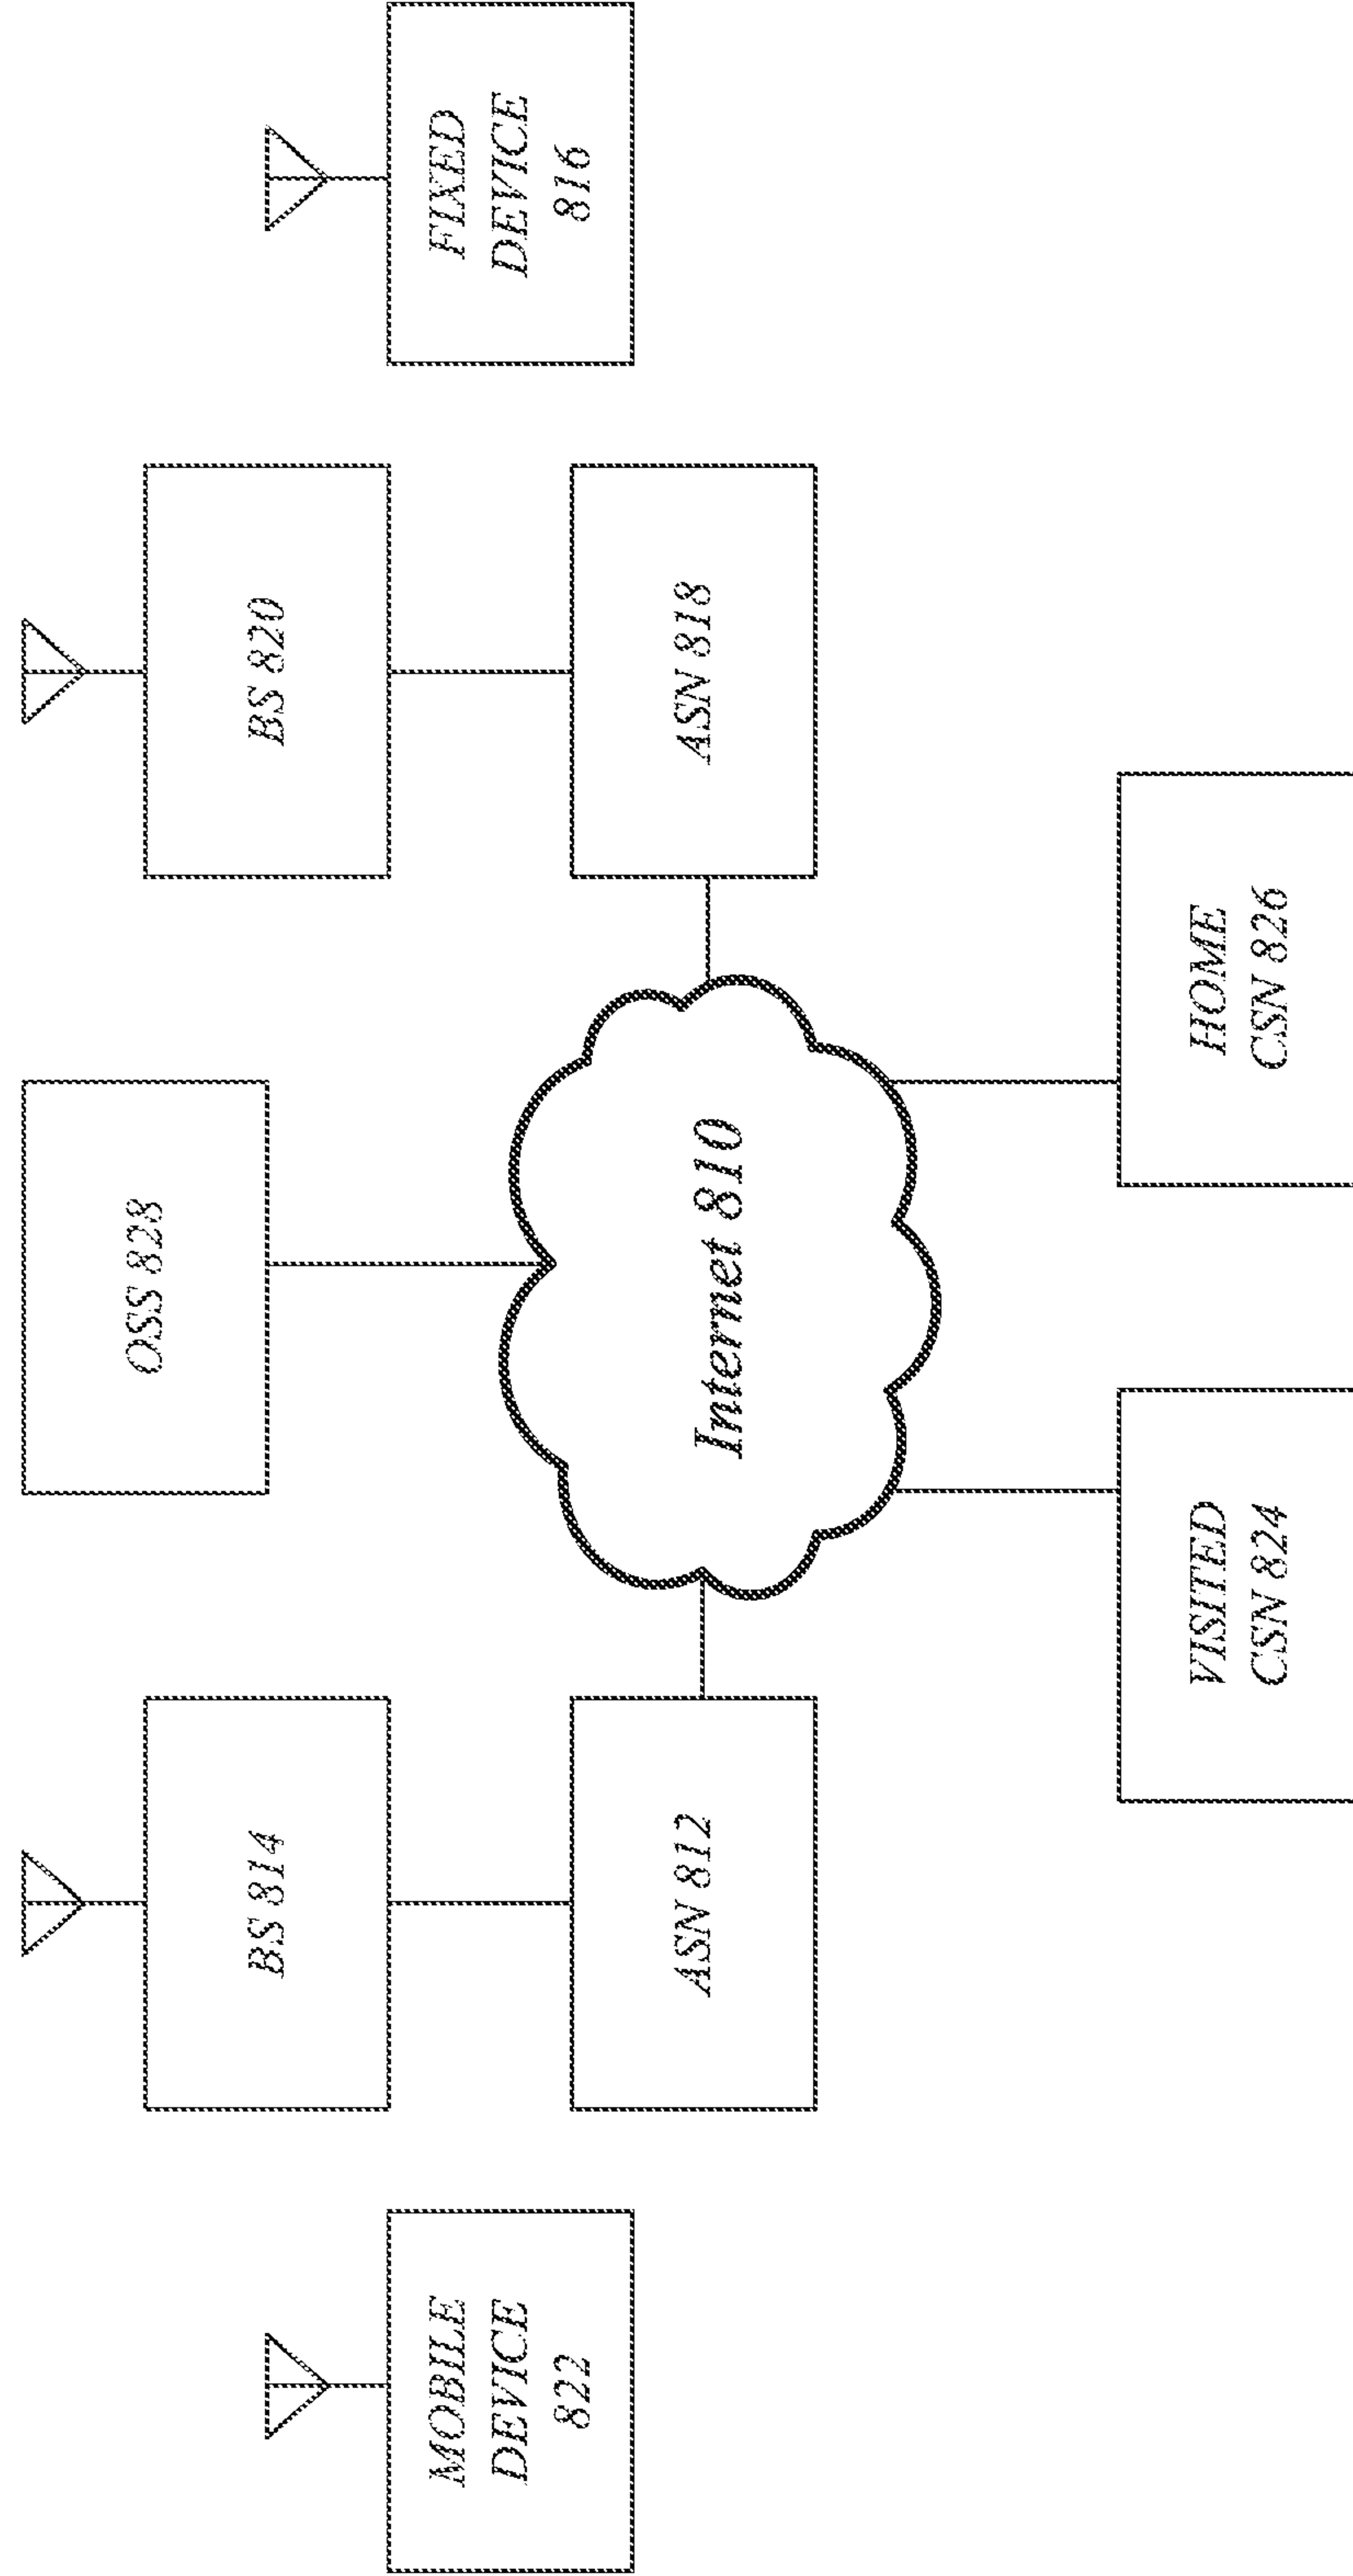 OSS 828
BS 814
BS 820
MOBILE
DEVICE
822
FIXED
DEVICE
816
ASN 812
Internet 810
ASN 818
VISITED
CSN 824
HOME
CSN 826